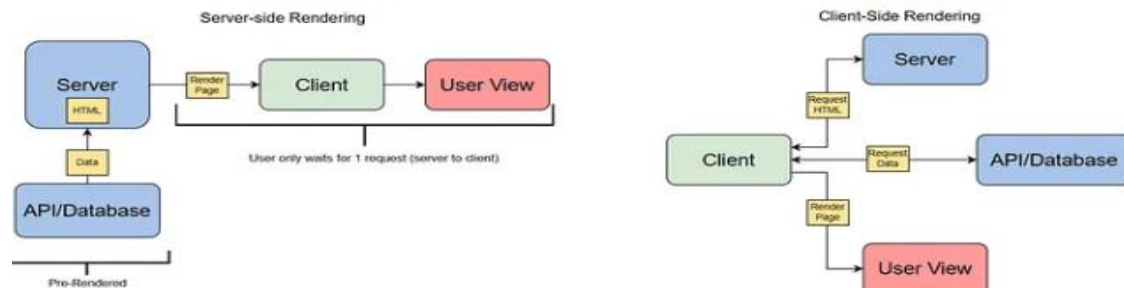 Server-side Rendering
Server
HTML
Render
Page
Client
User View
User only waits for 1 request (server to client)
Data
API/Database
Pre-Rendered
Client-Side Rendering
Server
Request
HTML
Client
Request
Data
API/Database
Render
Page
User View